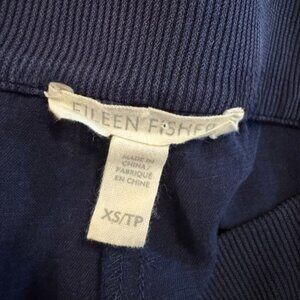 EILEEN FISHER
MADE IN
CHINA/
FABRIQUÉ
EN CHINE
XS/TP